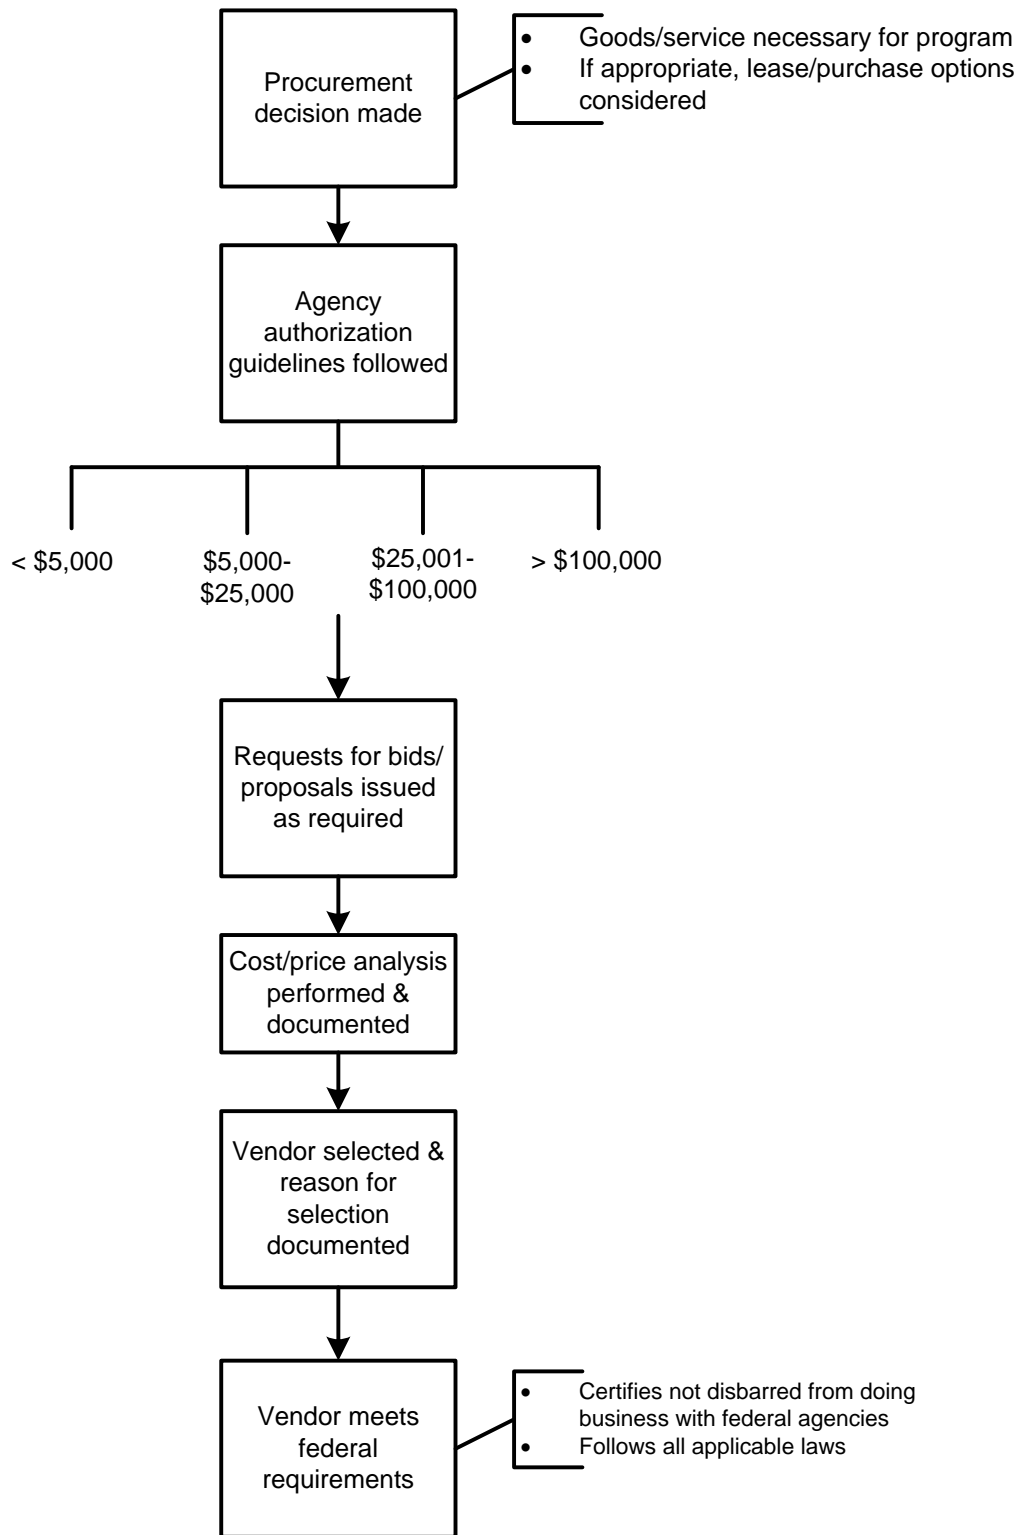 Procurement
decision made
• Goods/service necessary for program
• If appropriate, lease/purchase options
considered
Agency
authorization
guidelines followed
< $5,000
$5,000-
$25,000
$25,001-
$100,000
> $100,000
Requests for bids/
proposals issued
as required
Cost/price analysis
performed &
documented
Vendor selected &
reason for
selection
documented
Vendor meets
federal
requirements
• Certifies not disbarred from doing
business with federal agencies
• Follows all applicable laws